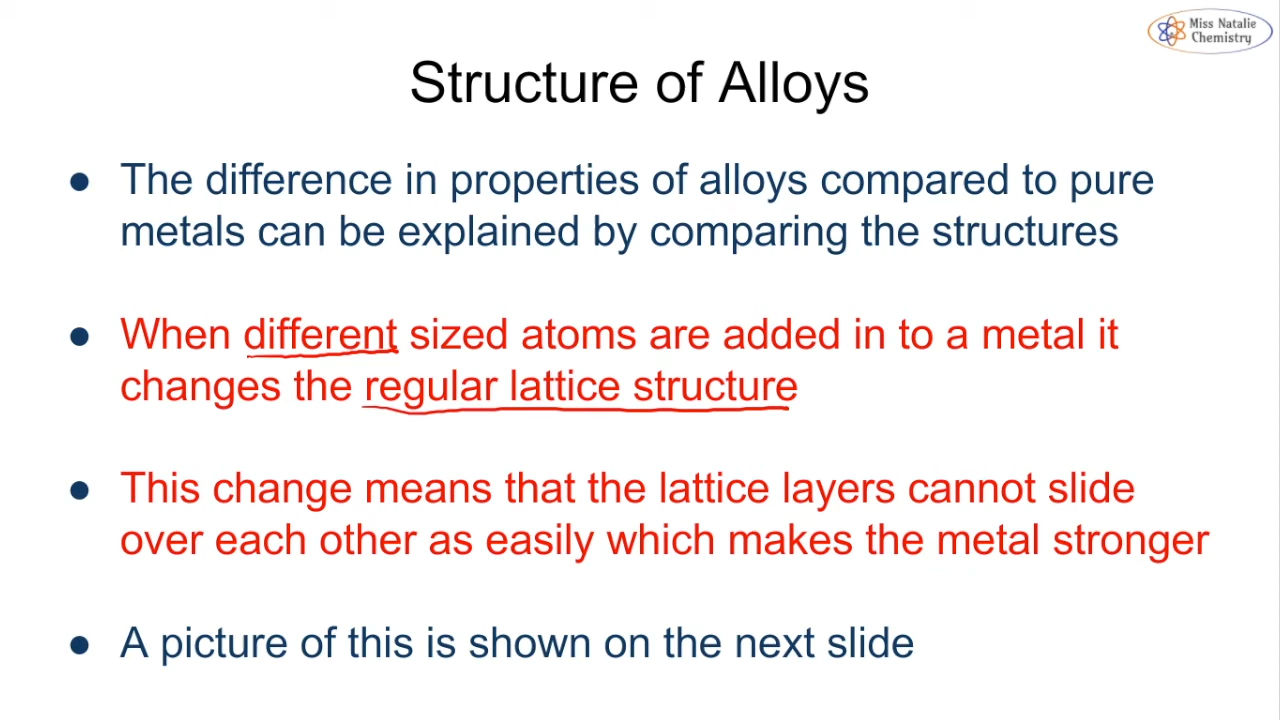 Miss Natalie
Chemistry
Structure of Alloys
● The difference in properties of alloys compared to pure
metals can be explained by comparing the structures
● When different sized atoms are added in to a metal it
changes the regular lattice structure
● This change means that the lattice layers cannot slide
over each other as easily which makes the metal stronger
● A picture of this is shown on the next slide